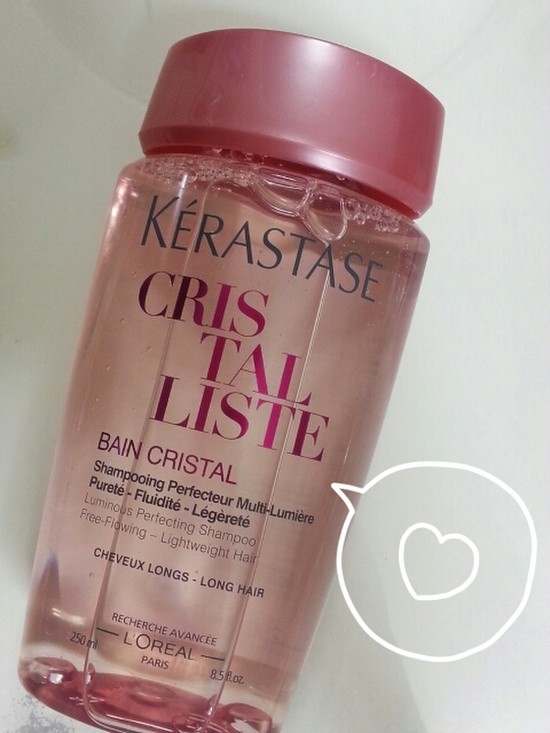 KÉRASTASE
CRIS
TAL
LISTE
BAIN CRISTAL
Shampooing Perfecteur Multi-Lumière
Pureté - Fluidité - Légèreté
Luminous Perfecting Shampoo
Free-Flowing – Lightweight Hair
CHEVEUX LONGS - LONG HAIR
RECHERCHE AVANCÉE
L'ORÉAL
PARIS
250 ml
8.5 fl.oz.